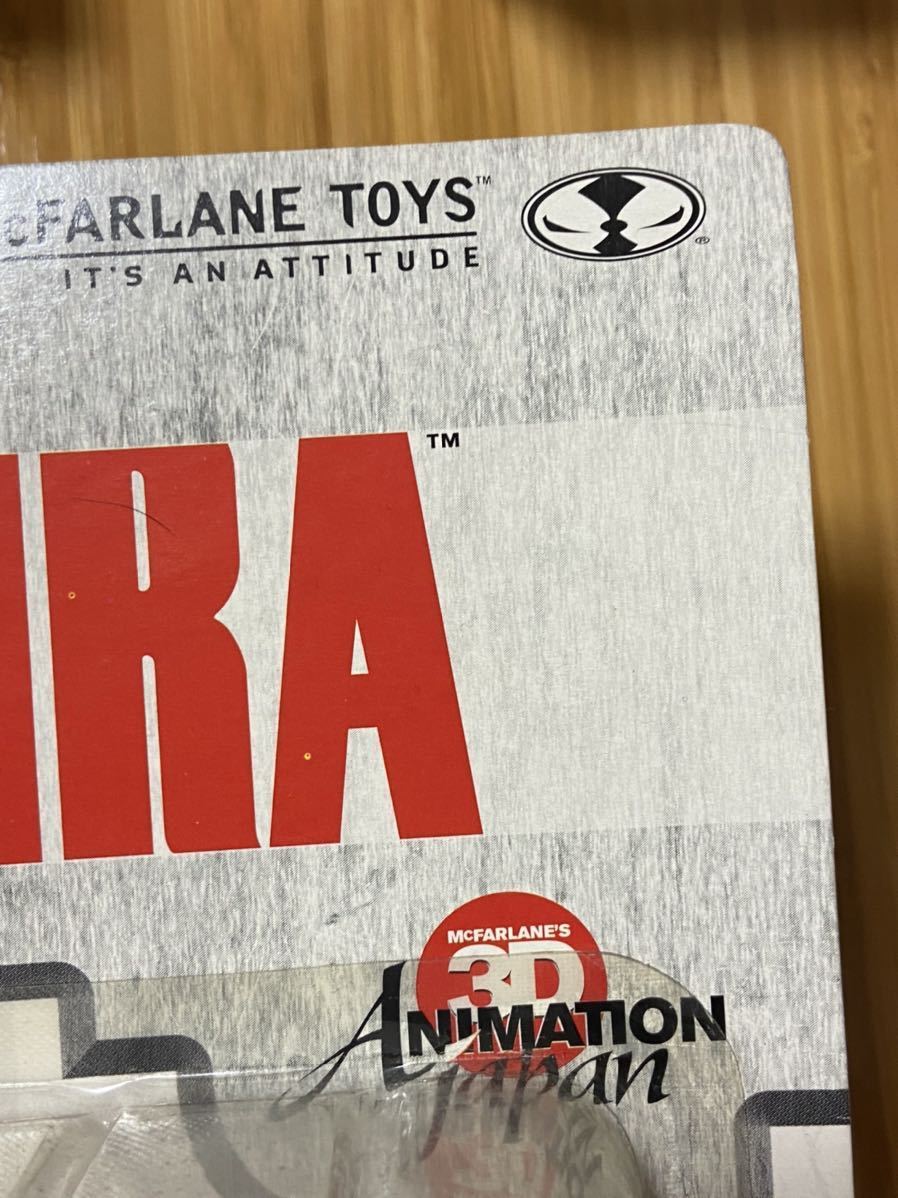 cFARLANE TOYS™
IT'S AN ATTITUDE
®
IRA™
McFARLANE'S
3D
ANIMATION
Japan